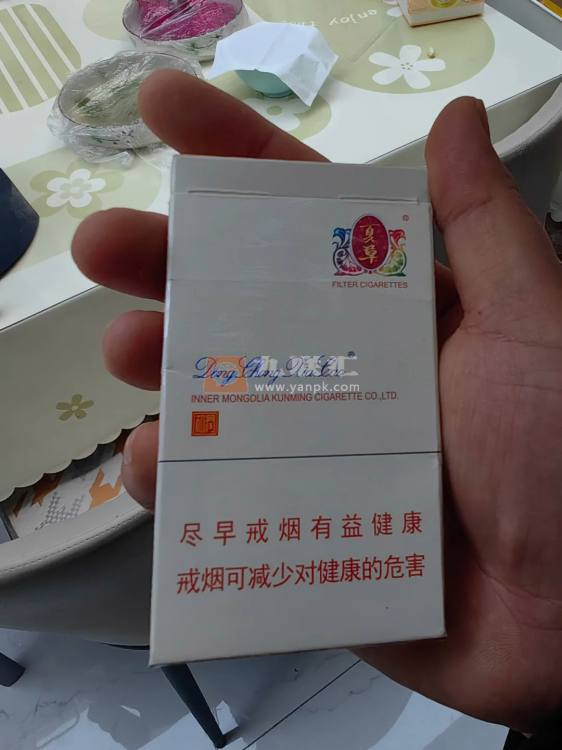 enjoy
夏草
®
FILTER CIGARETTES
Dong Chong Xia Cao®
www.yanpk.com
INNER MONGOLIA KUNMING CIGARETTE CO.,LTD.
尽早戒烟有益健康
戒烟可减少对健康的危害